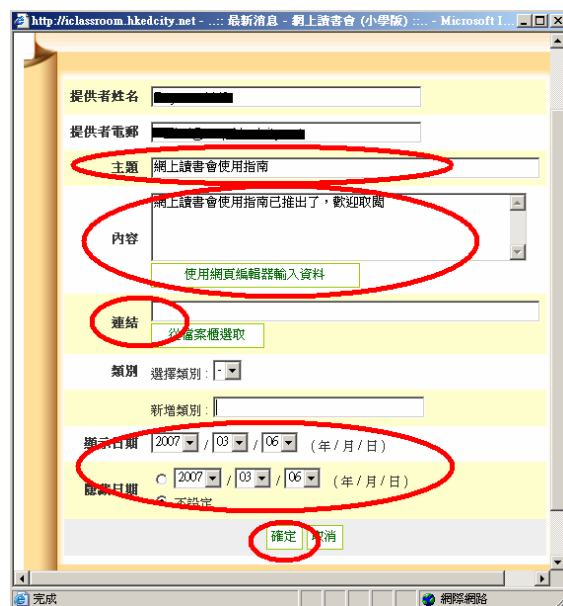 http://iclassroom.hkedcity.net - ..:: 最新消息 - 網上讀書會 (小學版) ::.. - Microsoft I...
提供者姓名
提供者電郵
主題 網上讀書會使用指南
網上讀書會使用指南已推出了，歡迎取閱
內容
使用網頁編輯器輸入資料
連結
從檔案櫃選取
類別 選擇類別 : -
新增類別 :
顯示日期 2007 / 03 / 06 (年 / 月 / 日)
2007 / 03 / 06 (年 / 月 / 日)
隱藏日期
不設定
確定 取消
完成 網際網路